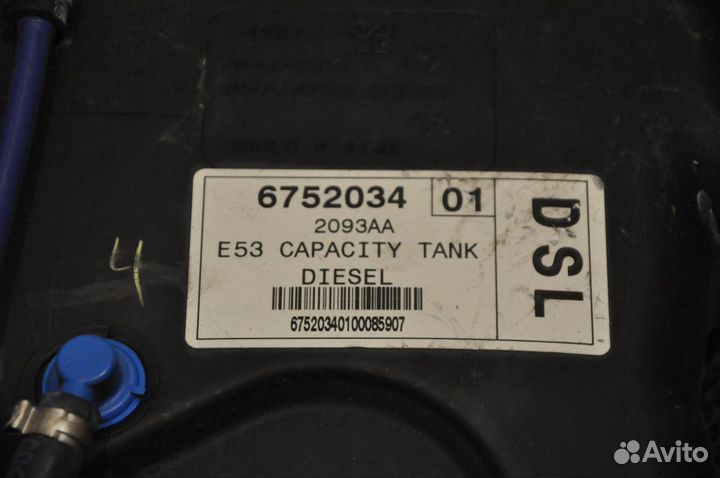 6752034 01
2093AA
E53 CAPACITY TANK
DIESEL
67520340100085907
DSL
Avito